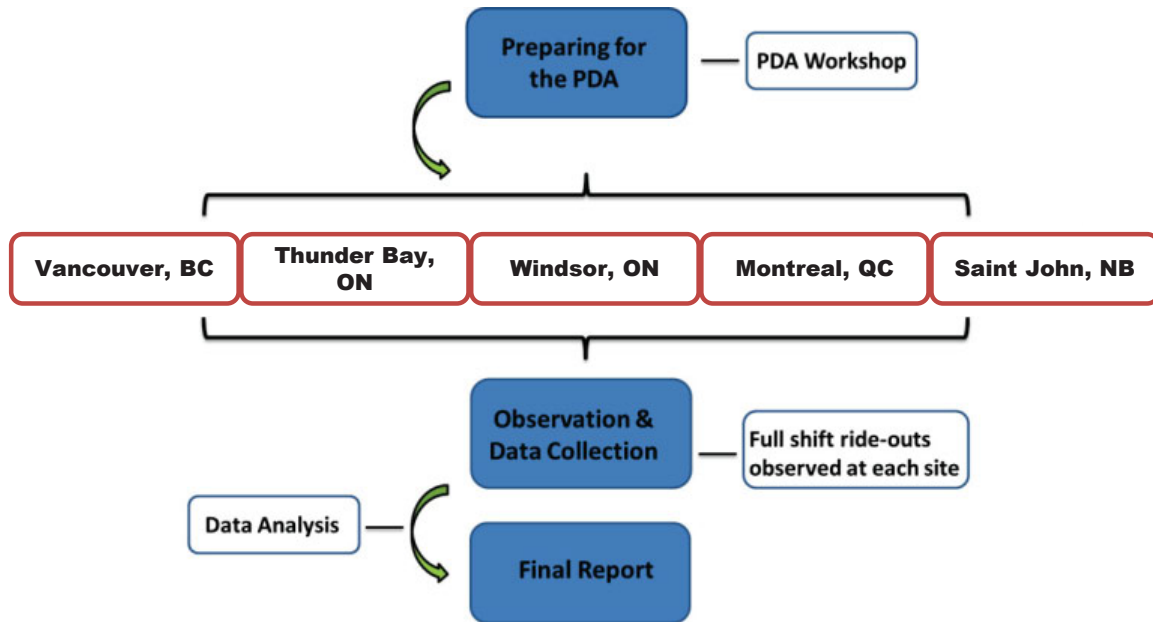 Preparing for
the PDA
PDA Workshop
Vancouver, BC
Thunder Bay,
ON
Windsor, ON
Montreal, QC
Saint John, NB
Observation &
Data Collection
Full shift ride-outs
observed at each site
Data Analysis
Final Report